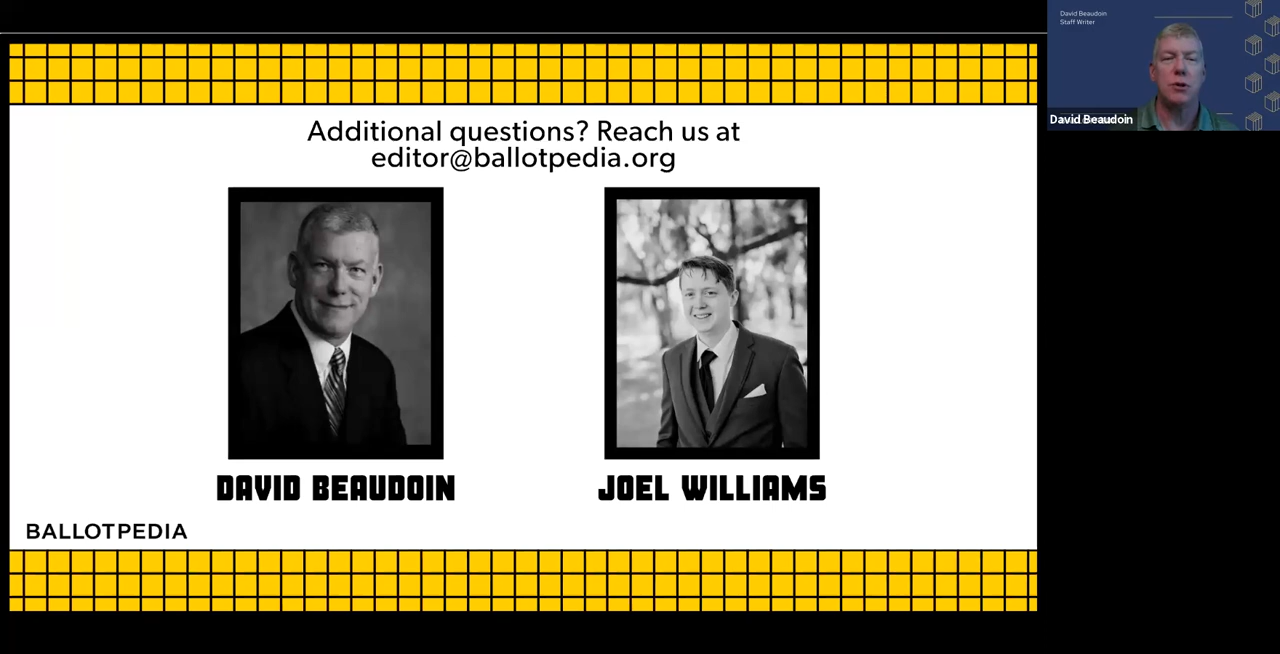 David Beaudoin
Staff Writer
David Beaudoin
Additional questions? Reach us at
editor@ballotpedia.org
DAVID BEAUDOIN
JOEL WILLIAMS
BALLOTPEDIA